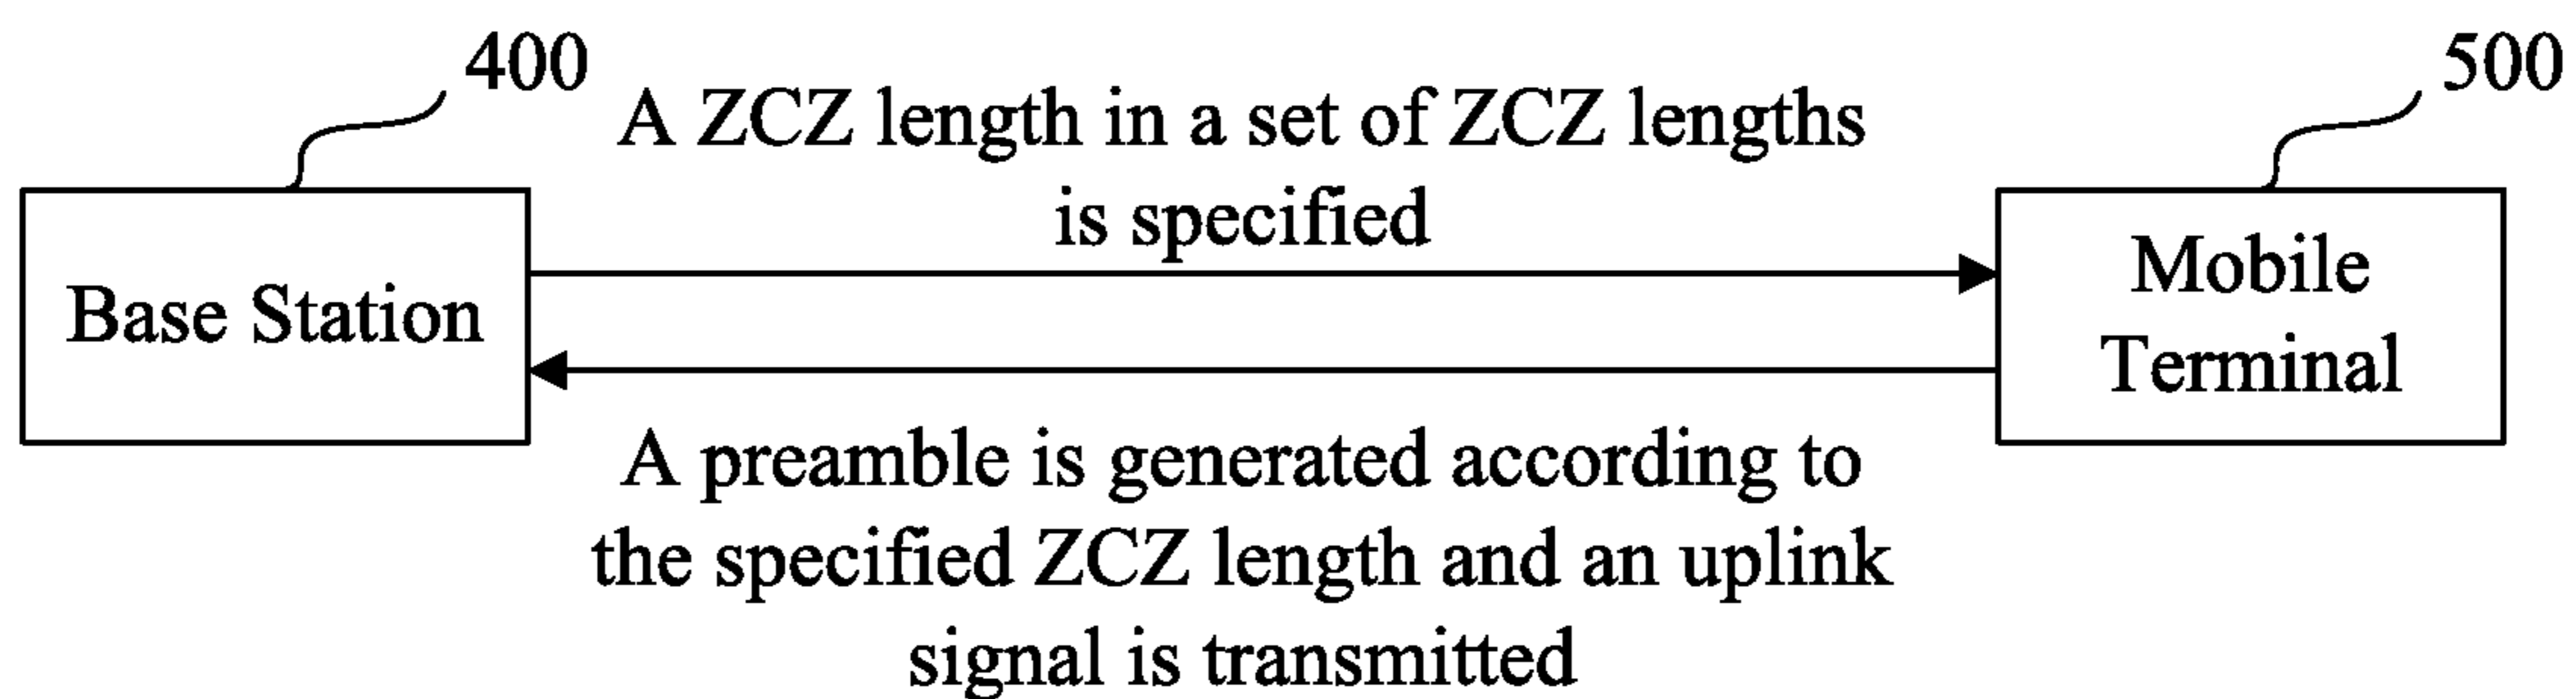 400
500
A ZCZ length in a set of ZCZ lengths
is specified
Base Station
Mobile
Terminal
A preamble is generated according to
the specified ZCZ length and an uplink
signal is transmitted